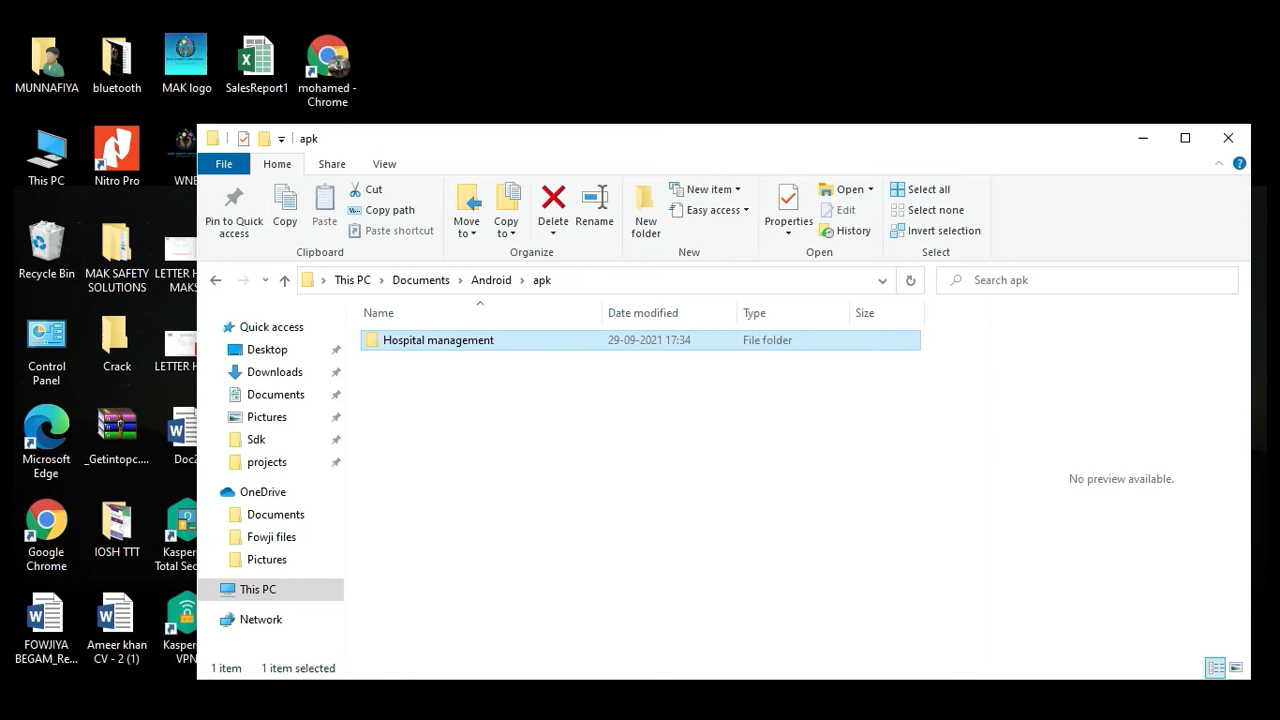 MUNNAFIYA
bluetooth
MAK logo
SalesReport1
mohamed -
Chrome
This PC
Nitro Pro
WNE
Recycle Bin
MAK SAFETY
SOLUTIONS
LETTER H
MAKS
Control
Panel
Crack
LETTER H
Microsoft
Edge
_Getintopc....
Doc2
Google
Chrome
IOSH TTT
Kasper
Total Sec
FOWJIYA
BEGAM_Re...
Ameer khan
CV - 2 (1)
Kaspe
VPN
apk
File
Home
Share
View
Pin to Quick
access
Copy
Paste
Cut
Copy path
Paste shortcut
Clipboard
Move
to
Copy
to
Delete
Rename
Organize
New
folder
New item
Easy access
New
Properties
Open
Edit
History
Open
Select all
Select none
Invert selection
Select
This PC > Documents > Android > apk
Search apk
Name
Date modified
Type
Size
Hospital management
29-09-2021 17:34
File folder
Quick access
Desktop
Downloads
Documents
Pictures
Sdk
projects
OneDrive
Documents
Fowji files
Pictures
This PC
Network
No preview available.
1 item
1 item selected